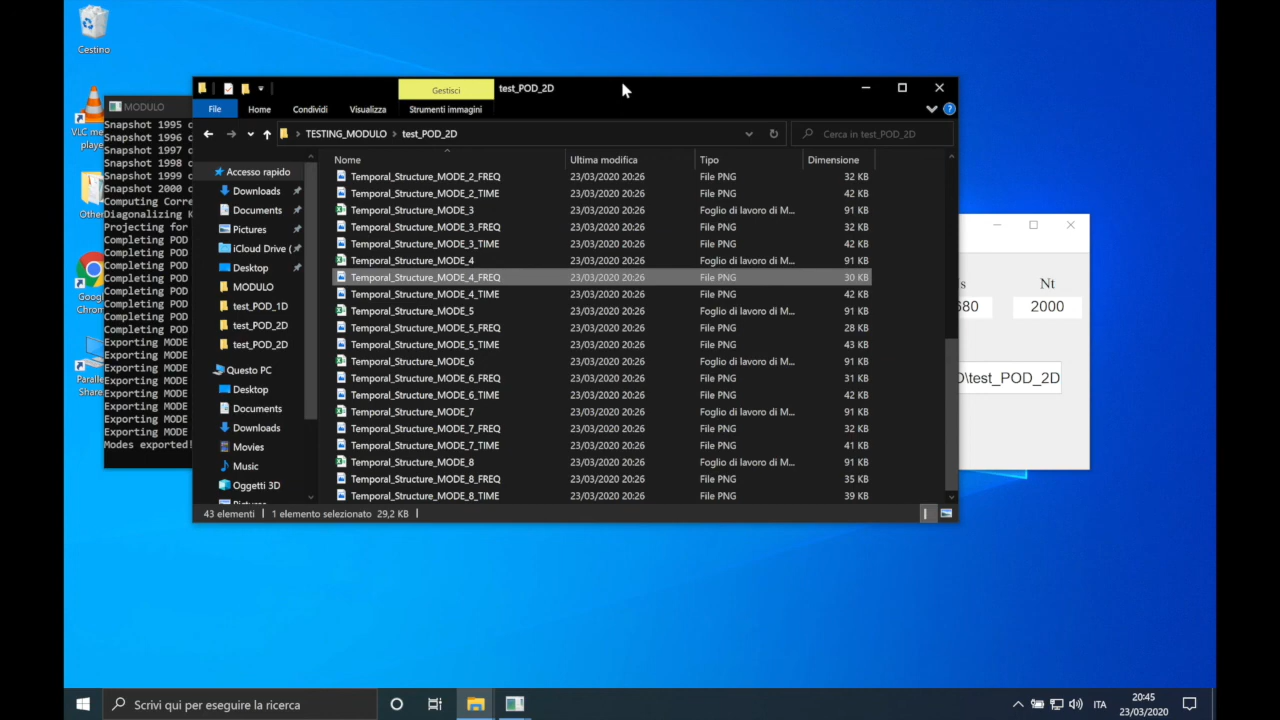 Cestino
VLC me
playe
Othe
Googl
Chrom
Paralle
Share
MODULO
Snapshot 1995 c
Snapshot 1996 c
Snapshot 1997 c
Snapshot 1998 c
Snapshot 1999 c
Snapshot 2000 c
Computing Corre
Diagonalizing K
Projecting for
Completing POD
Completing POD
Completing POD
Completing POD
Completing POD
Completing POD
Completing POD
Completing POD
Exporting MODE
Exporting MODE
Exporting MODE
Exporting MODE
Exporting MODE
Exporting MODE
Exporting MODE
Exporting MODE
Modes exported!
Gestisci
test_POD_2D
File
Home
Condividi
Visualizza
Strumenti immagini
TESTING_MODULO > test_POD_2D
Cerca in test_POD_2D
Accesso rapido
Downloads
Documents
Pictures
iCloud Drive (
Desktop
MODULO
test_POD_1D
test_POD_2D
test_POD_2D
Questo PC
Desktop
Documents
Downloads
Movies
Music
Oggetti 3D
Nome Ultima modifica Tipo Dimensione
Temporal_Structure_MODE_2_FREQ 23/03/2020 20:26 File PNG 32 KB
Temporal_Structure_MODE_2_TIME 23/03/2020 20:26 File PNG 42 KB
Temporal_Structure_MODE_3 23/03/2020 20:26 Foglio di lavoro di M... 91 KB
Temporal_Structure_MODE_3_FREQ 23/03/2020 20:26 File PNG 32 KB
Temporal_Structure_MODE_3_TIME 23/03/2020 20:26 File PNG 42 KB
Temporal_Structure_MODE_4 23/03/2020 20:26 Foglio di lavoro di M... 91 KB
Temporal_Structure_MODE_4_FREQ 23/03/2020 20:26 File PNG 30 KB
Temporal_Structure_MODE_4_TIME 23/03/2020 20:26 File PNG 42 KB
Temporal_Structure_MODE_5 23/03/2020 20:26 Foglio di lavoro di M... 91 KB
Temporal_Structure_MODE_5_FREQ 23/03/2020 20:26 File PNG 28 KB
Temporal_Structure_MODE_5_TIME 23/03/2020 20:26 File PNG 43 KB
Temporal_Structure_MODE_6 23/03/2020 20:26 Foglio di lavoro di M... 91 KB
Temporal_Structure_MODE_6_FREQ 23/03/2020 20:26 File PNG 31 KB
Temporal_Structure_MODE_6_TIME 23/03/2020 20:26 File PNG 42 KB
Temporal_Structure_MODE_7 23/03/2020 20:26 Foglio di lavoro di M... 91 KB
Temporal_Structure_MODE_7_FREQ 23/03/2020 20:26 File PNG 32 KB
Temporal_Structure_MODE_7_TIME 23/03/2020 20:26 File PNG 41 KB
Temporal_Structure_MODE_8 23/03/2020 20:26 Foglio di lavoro di M... 91 KB
Temporal_Structure_MODE_8_FREQ 23/03/2020 20:26 File PNG 35 KB
Temporal_Structure_MODE_8_TIME 23/03/2020 20:26 File PNG 39 KB
43 elementi 1 elemento selezionato 29,2 KB
s Nt
680 2000
D\test_POD_2D
Scrivi qui per eseguire la ricerca
ITA
20:45
23/03/2020